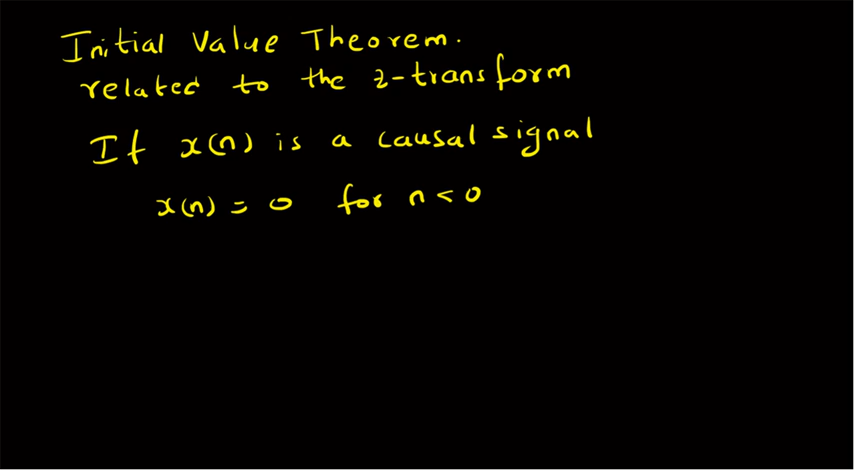 Initial Value Theorem.
related to the z-transform
If x(n) is a causal signal
x(n) = 0 for n < 0